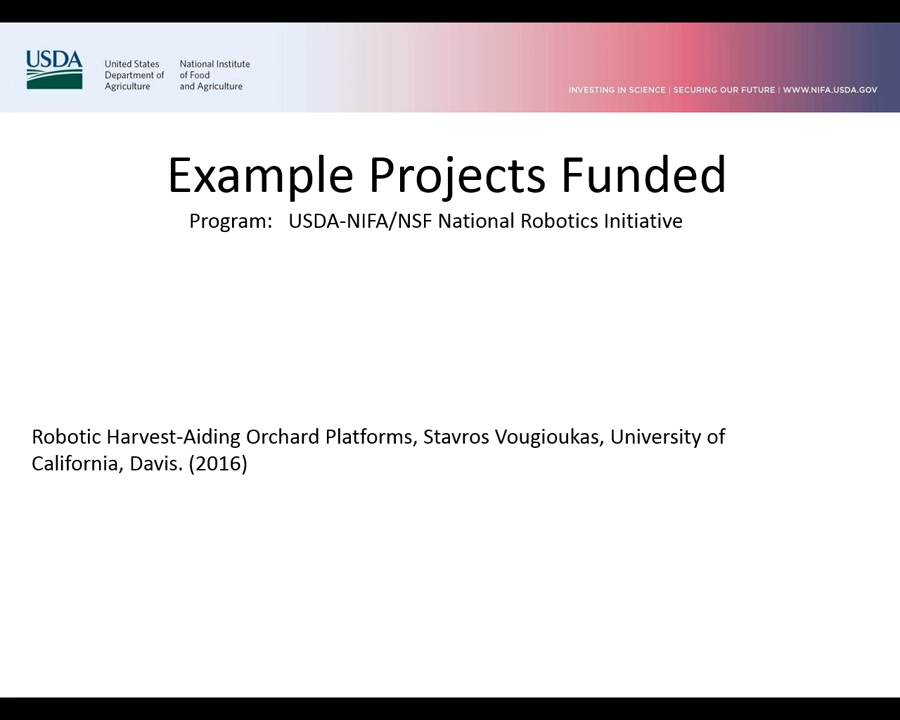 USDA
United States
Department of
Agriculture
National Institute
of Food
and Agriculture
INVESTING IN SCIENCE | SECURING OUR FUTURE | WWW.NIFA.USDA.GOV
Example Projects Funded
Program: USDA-NIFA/NSF National Robotics Initiative
Robotic Harvest-Aiding Orchard Platforms, Stavros Vougioukas, University of
California, Davis. (2016)